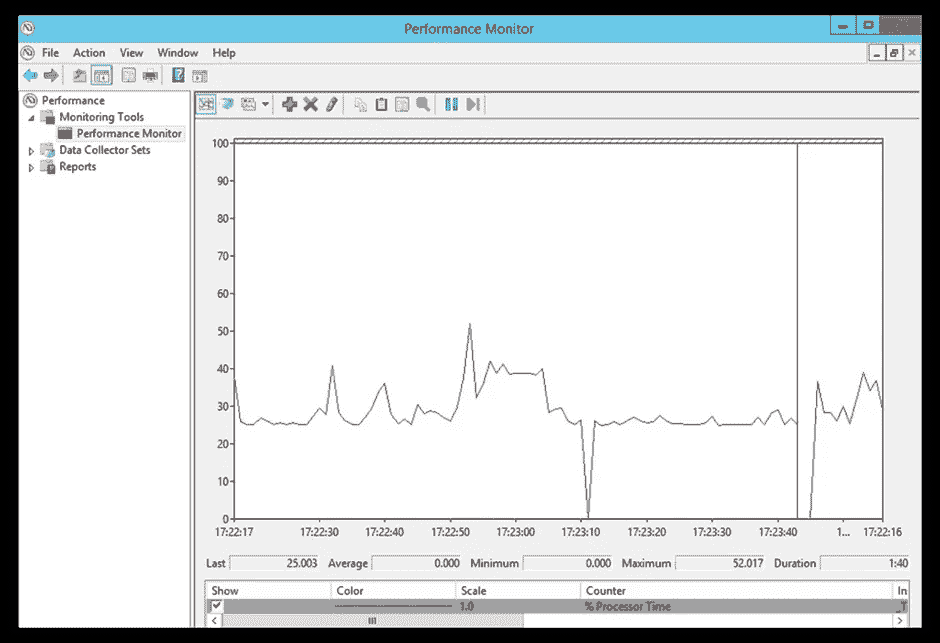 Performance Monitor
File Action View Window Help
Performance
Monitoring Tools
Performance Monitor
Data Collector Sets
Reports
100
90
80
70
60
50
40
30
20
10
0
17:22:17 17:22:30 17:22:40 17:22:50 17:23:00 17:23:10 17:23:20 17:23:30 17:23:40 1... 17:22:16
Last 25.003 Average 0.000 Minimum 0.000 Maximum 52.017 Duration 1:40
Show Color Scale Counter In
1.0 % Processor Time _T